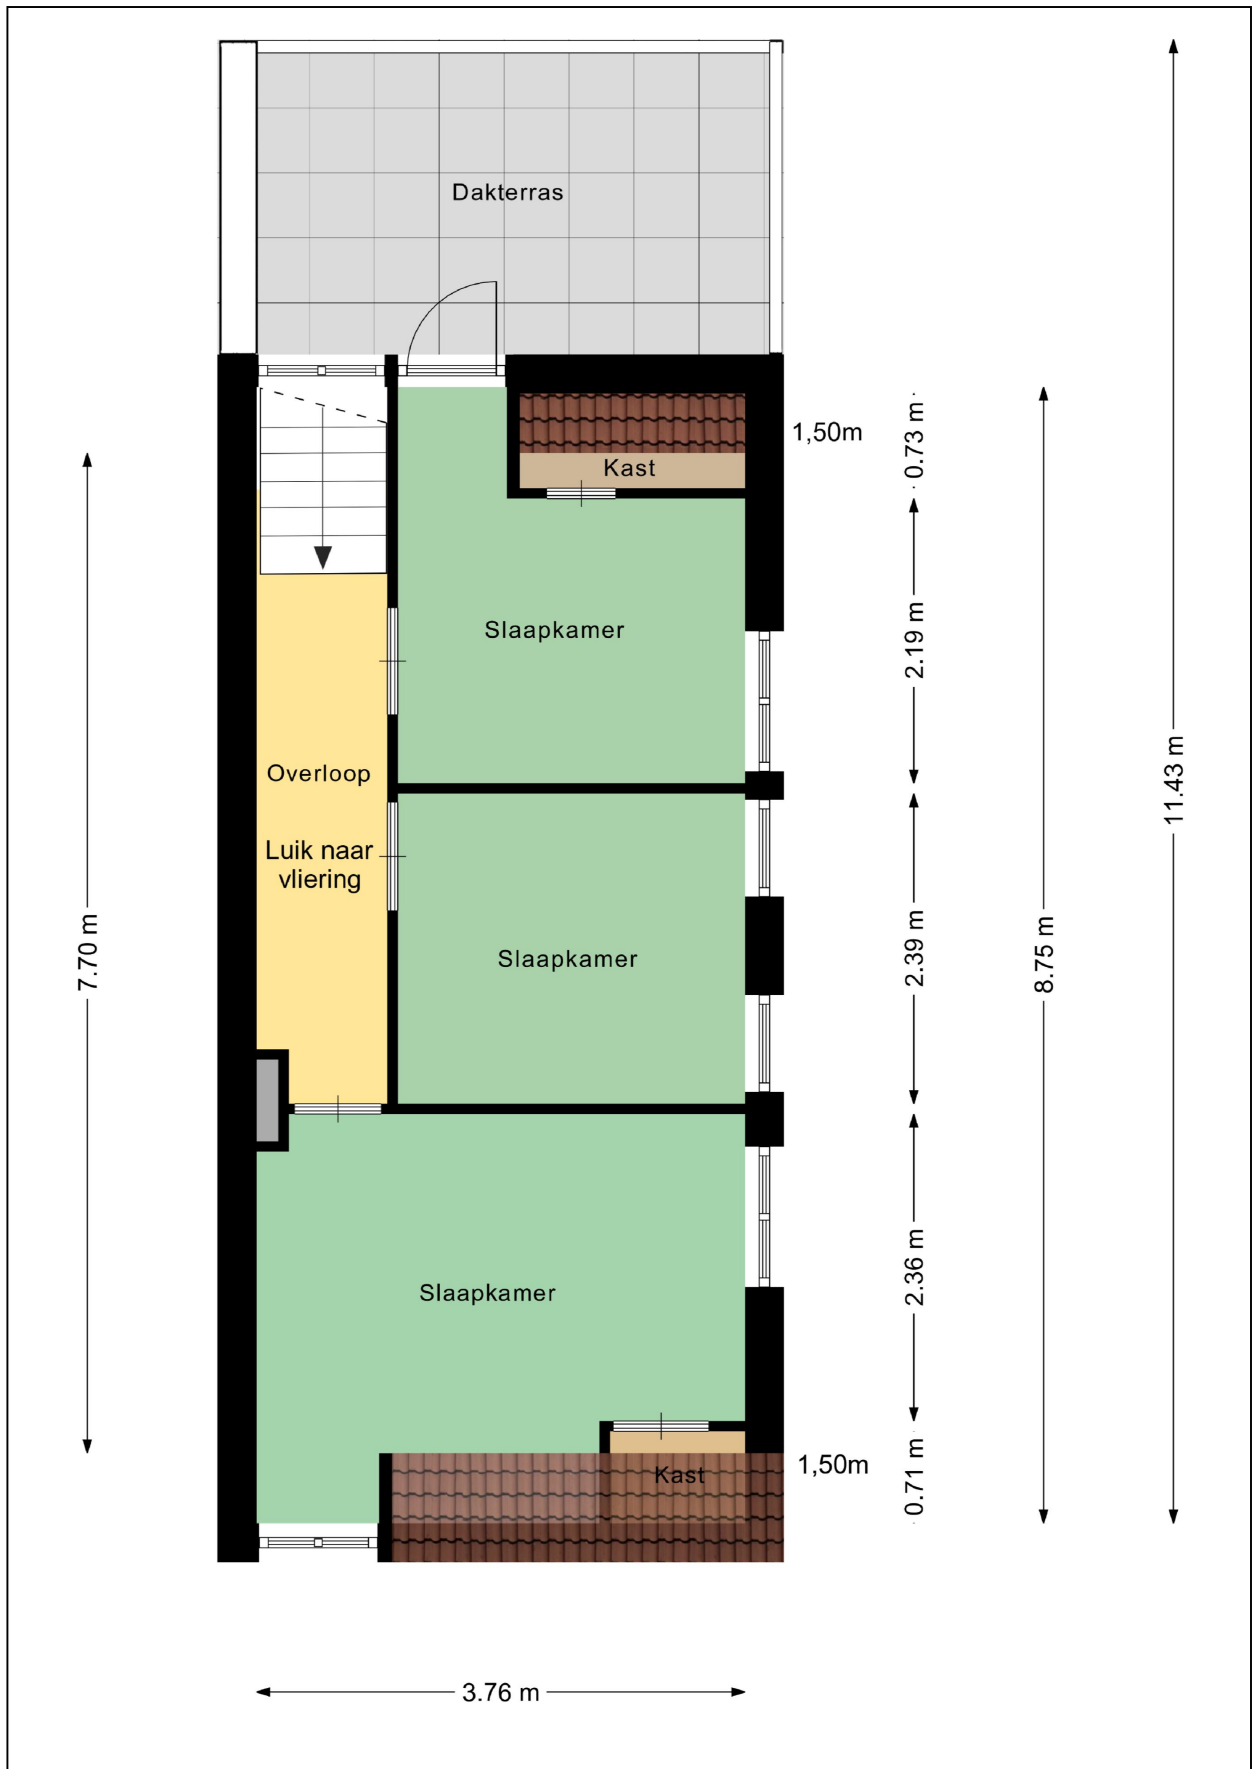 Dakterras
1,50m
0.73 m
Kast
Slaapkamer
2.19 m
Overloop
11.43 m
Luik naar
vliering
7.70 m
Slaapkamer
2.39 m
8.75 m
Slaapkamer
2.36 m
Kast
1,50m
0.71 m
3.76 m